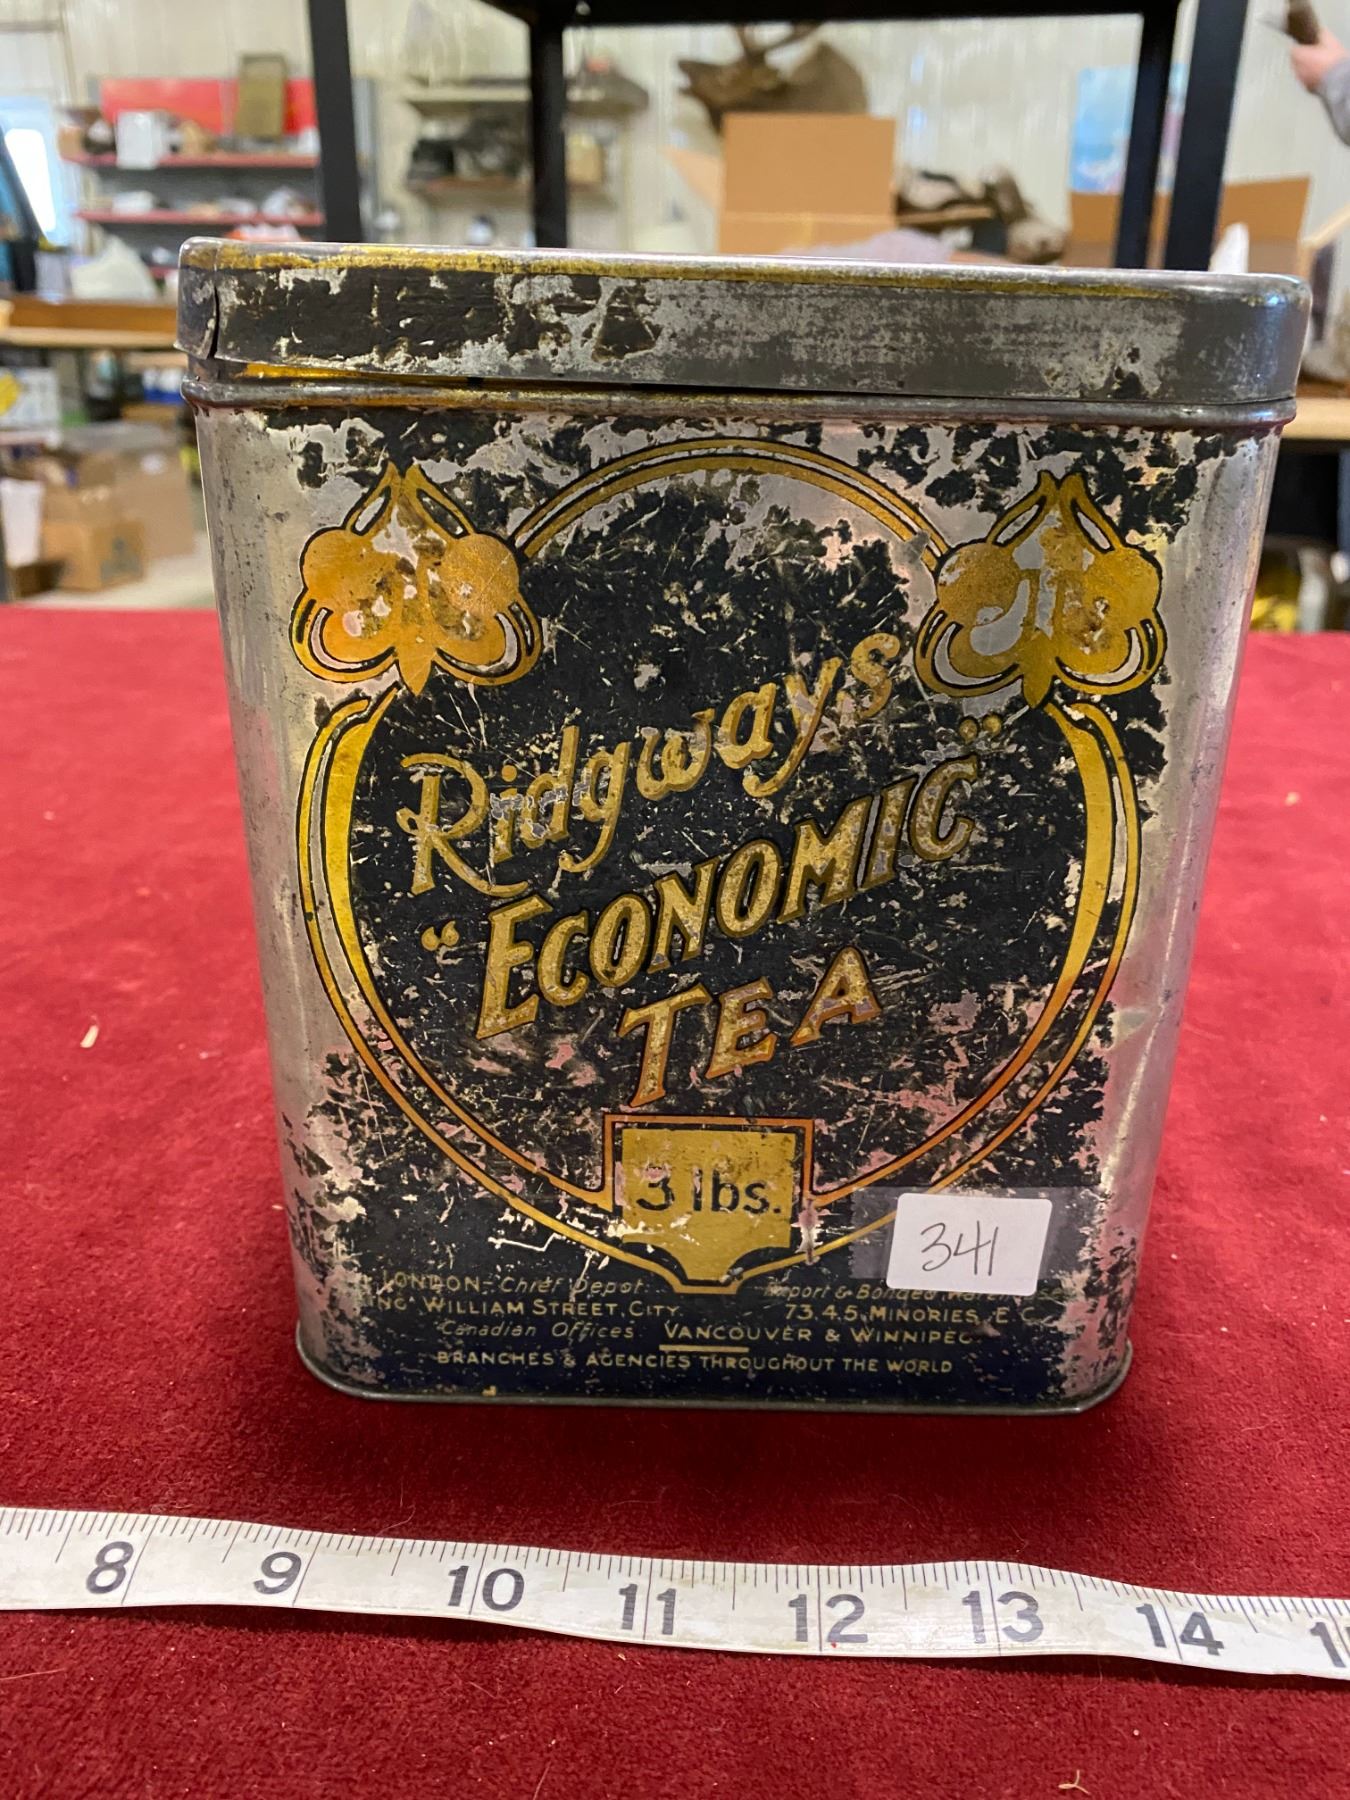 Ridgways
"ECONOMIC"
TEA
3 lbs.
341
LONDON - Chief Depot:
WILLIAM STREET, CITY.
Export & Bonded
73.4.5. MINORIES, E.C.
Canadian Offices VANCOUVER & WINNIPEG
BRANCHES & AGENCIES THROUGHOUT THE WORLD
8 9 10 11 12 13 14